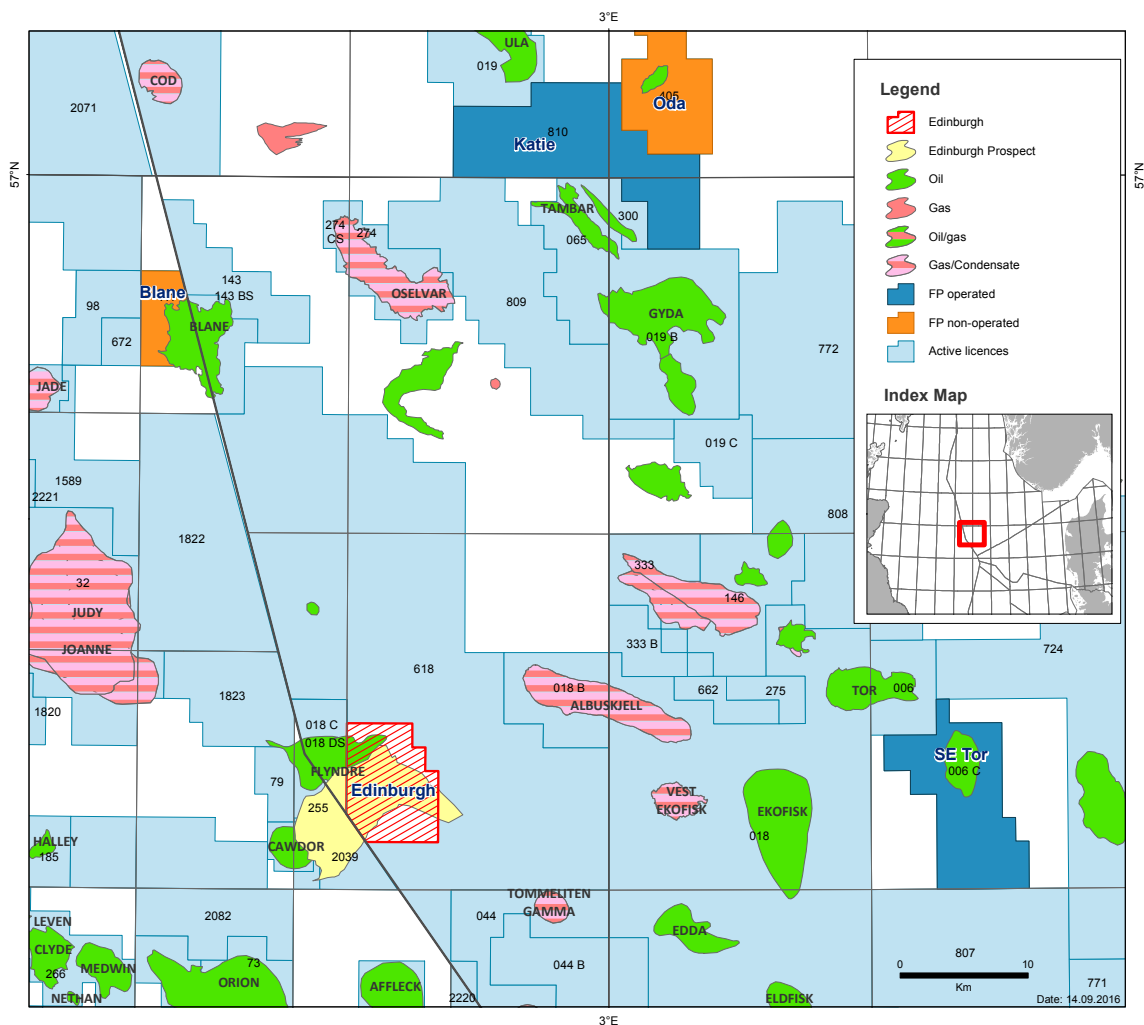 3°E
57°N
57°N
ULA
019
COD
2071
405
Oda
810
Katie
Legend
Edinburgh
Edinburgh Prospect
Oil
Gas
Oil/gas
Gas/Condensate
FP operated
FP non-operated
Active licences
Index Map
TAMBAR
300
065
274
CS
274
OSELVAR
809
143
143 BS
Blane
BLANE
98
672
GYDA
019 B
772
JADE
019 C
1589
2221
808
1822
32
JUDY
JOANNE
333
146
333 B
618
662
275
724
018 B
ALBUSKJELL
TOR
006
1823
1820
018 C
018 DS
FLYNDRE
79
Edinburgh
255
CAWDOR
2039
VEST
EKOFISK
EKOFISK
018
SE Tor
006 C
HALLEY
185
TOMMELITEN
GAMMA
044
044 B
EDDA
2082
LEVEN
CLYDE
266
MEDWIN
NETHAN
73
ORION
AFFLECK
2220
ELDFISK
807
771
0
10
Km
Date: 14.09.2016
3°E